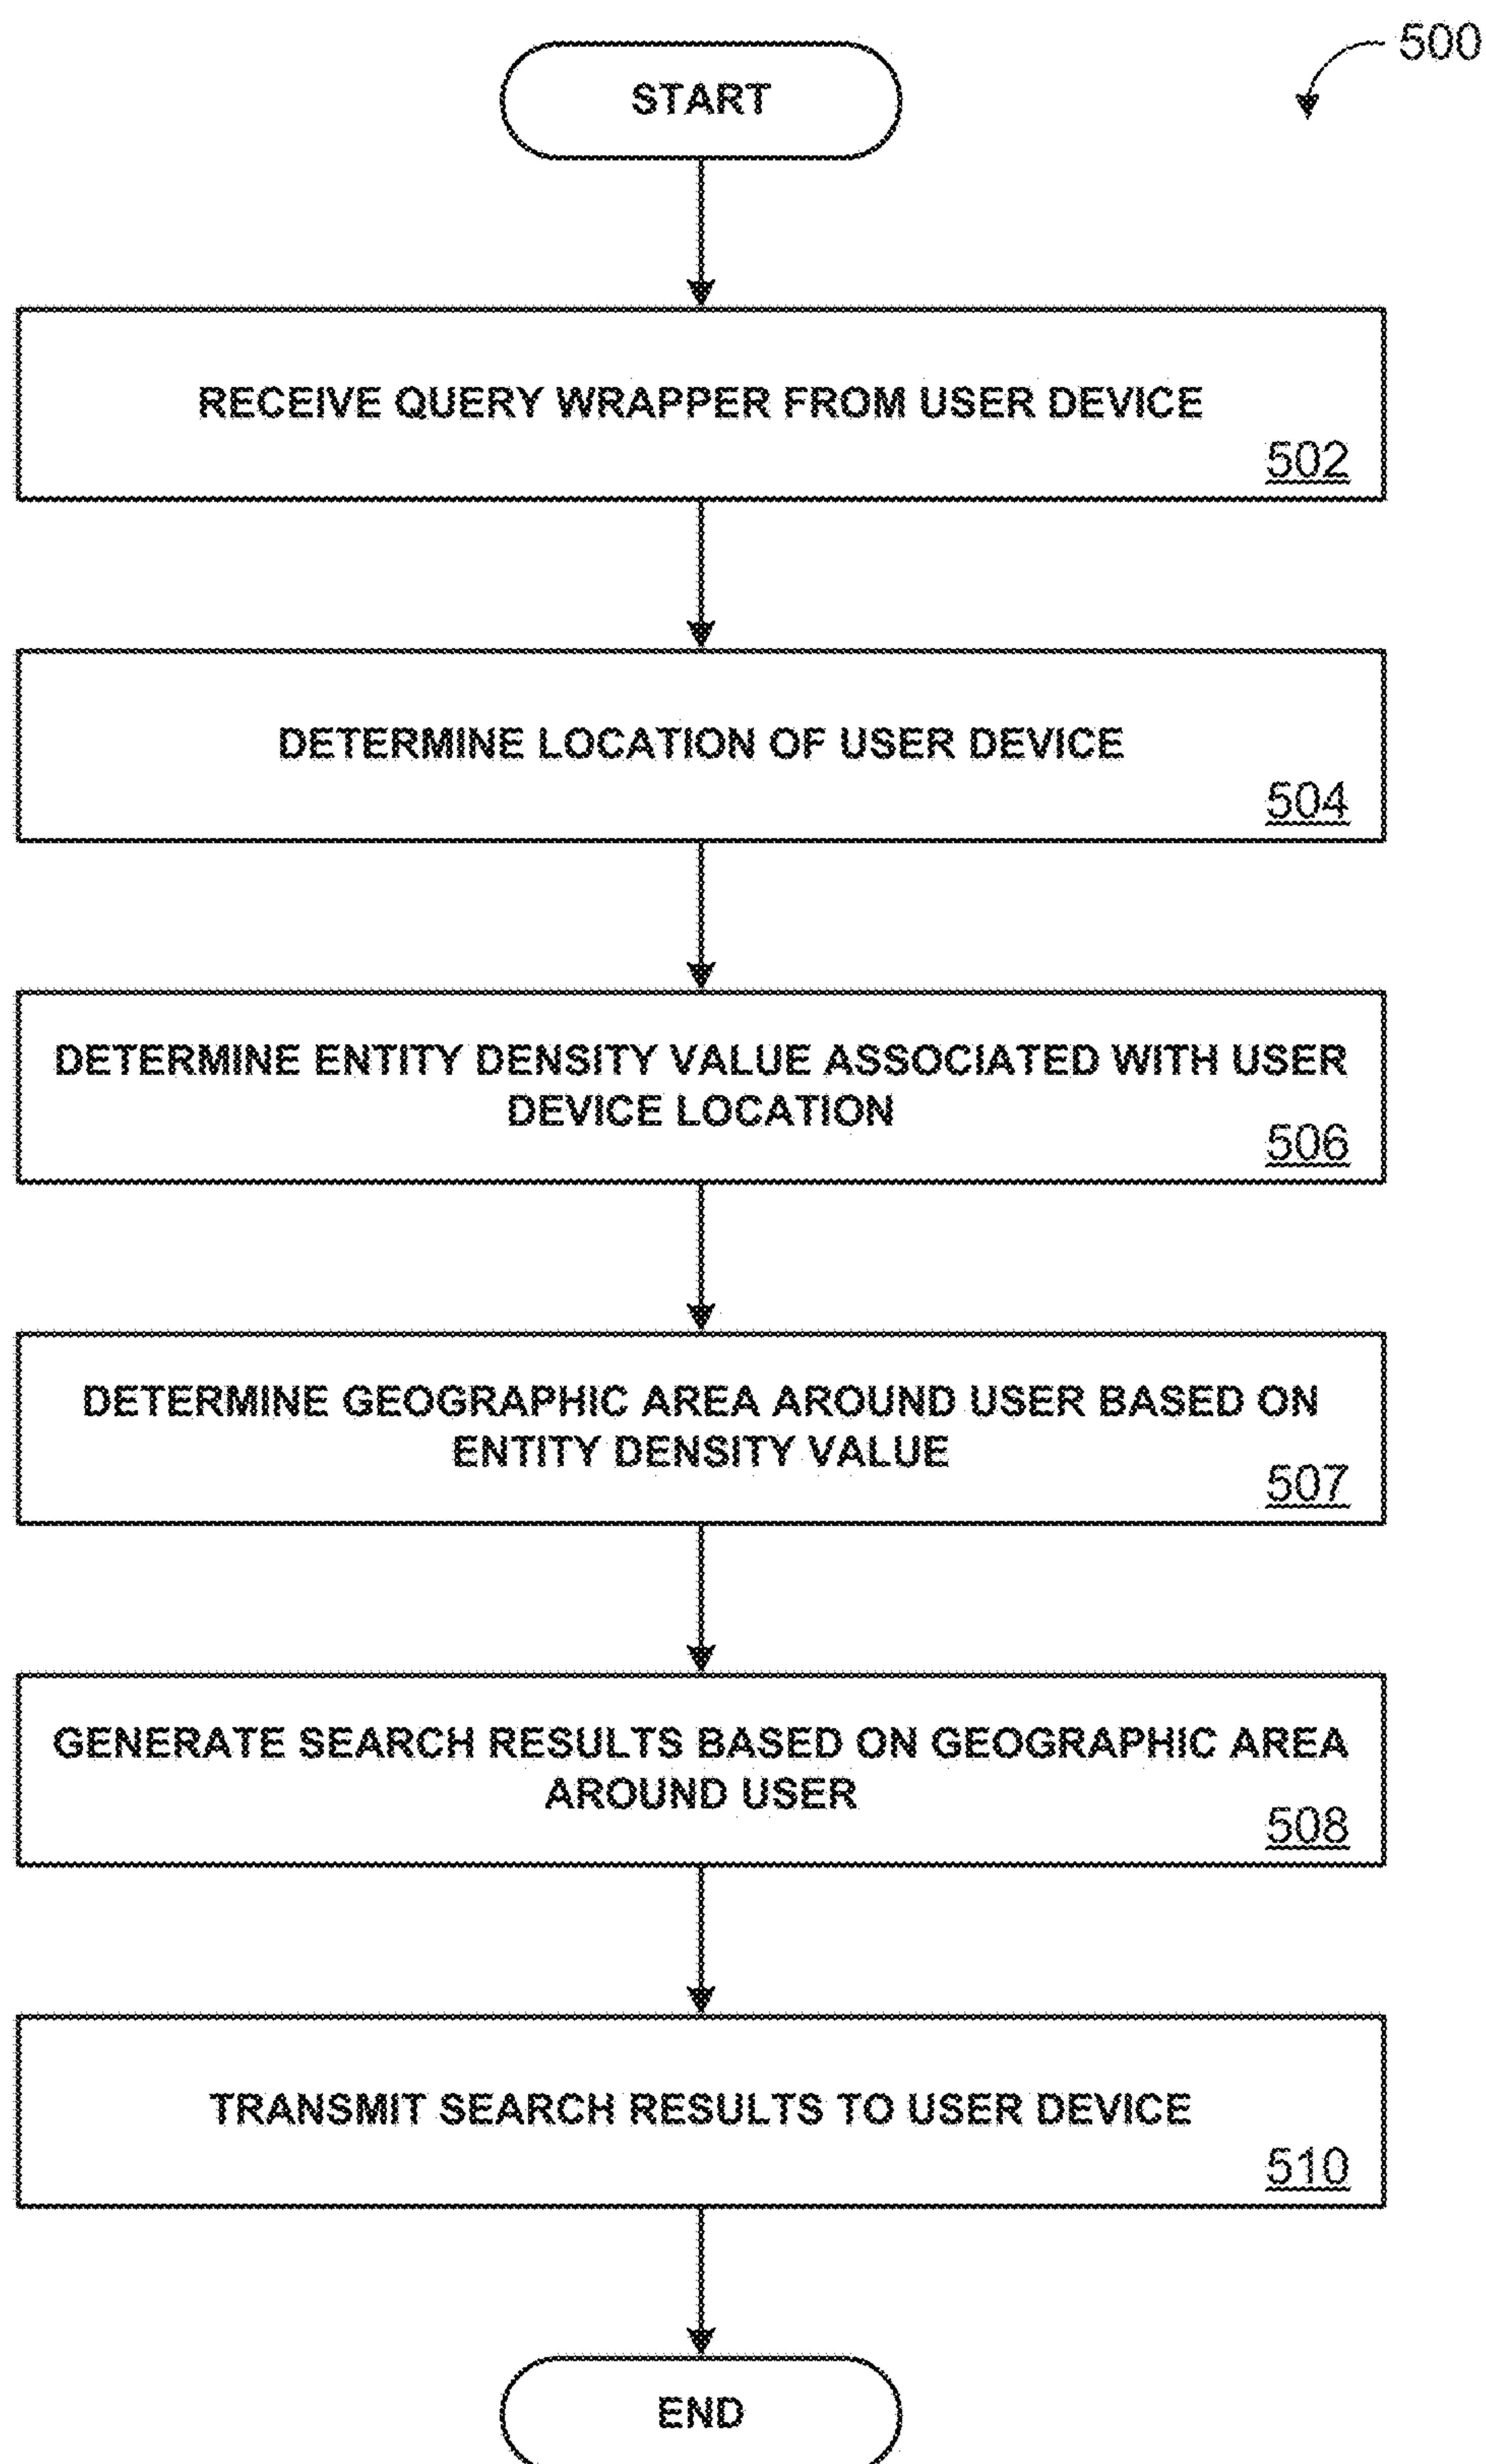 500
START
RECEIVE QUERY WRAPPER FROM USER DEVICE
502
DETERMINE LOCATION OF USER DEVICE
504
DETERMINE ENTITY DENSITY VALUE ASSOCIATED WITH USER
DEVICE LOCATION
506
DETERMINE GEOGRAPHIC AREA AROUND USER BASED ON
ENTITY DENSITY VALUE
507
GENERATE SEARCH RESULTS BASED ON GEOGRAPHIC AREA
AROUND USER
508
TRANSMIT SEARCH RESULTS TO USER DEVICE
510
END